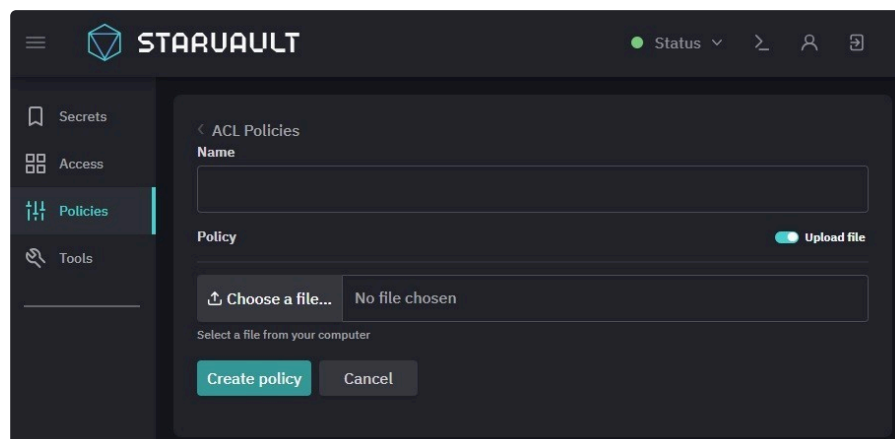 STARVAULT
Status
Secrets
Access
Policies
Tools
ACL Policies
Name
Policy
Upload file
Choose a file...
No file chosen
Select a file from your computer
Create policy
Cancel